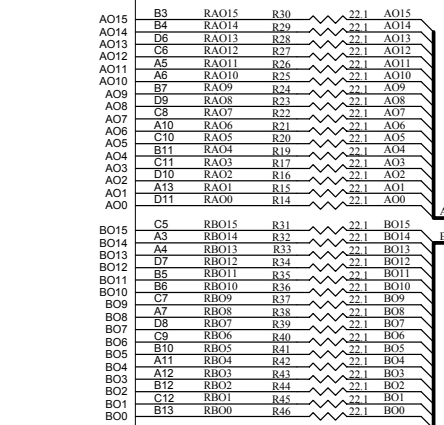 AO15 B3 RAO15 R30 22.1 AO15
AO14 B4 RAO14 R29 22.1 AO14
AO13 D6 RAO13 R28 22.1 AO13
AO12 C6 RAO12 R27 22.1 AO12
AO11 A5 RAO11 R26 22.1 AO11
AO10 A6 RAO10 R25 22.1 AO10
AO9 B7 RAO9 R24 22.1 AO9
AO8 D9 RAO8 R23 22.1 AO8
AO7 C8 RAO7 R22 22.1 AO7
AO6 A10 RAO6 R21 22.1 AO6
AO5 C10 RAO5 R20 22.1 AO5
AO4 B11 RAO4 R19 22.1 AO4
AO3 C11 RAO3 R17 22.1 AO3
AO2 D10 RAO2 R16 22.1 AO2
AO1 A13 RAO1 R15 22.1 AO1
AO0 D11 RAO0 R14 22.1 AO0
BO15 C5 RBO15 R31 22.1 BO15
BO14 A3 RBO14 R32 22.1 BO14
BO13 A4 RBO13 R33 22.1 BO13
BO12 D7 RBO12 R34 22.1 BO12
BO11 B5 RBO11 R35 22.1 BO11
BO10 B6 RBO10 R36 22.1 BO10
BO9 C7 RBO9 R37 22.1 BO9
BO8 A7 RBO8 R38 22.1 BO8
BO7 D8 RBO7 R39 22.1 BO7
BO6 C9 RBO6 R40 22.1 BO6
BO5 B10 RBO5 R41 22.1 BO5
BO4 A11 RBO4 R42 22.1 BO4
BO3 A12 RBO3 R43 22.1 BO3
BO2 B12 RBO2 R44 22.1 BO2
BO1 C12 RBO1 R45 22.1 BO1
BO0 B13 RBO0 R46 22.1 BO0